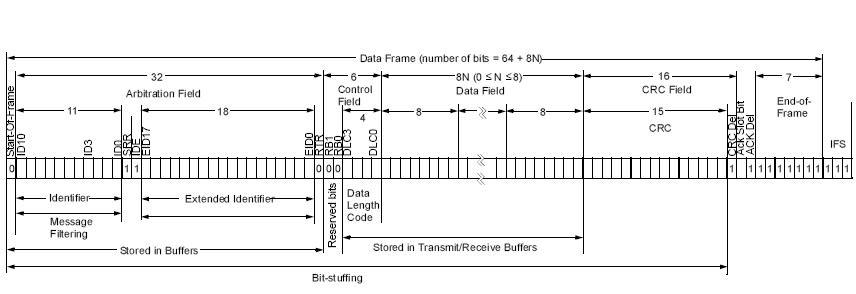 Data Frame (number of bits = 64 + 8N)
32
6
8N (0 ≤ N ≤ 8)
16
7
Arbitration Field
Control
Field
Data Field
CRC Field
End-of-
Frame
11
18
4
8
8
15
CRC
IFS
Start-Of-Frame
ID10
ID3
ID0
SRR
IDE
EID17
EID0
RTR
RB1
RB0
DLC3
DLC0
CRC Del
Ack Slot Bit
ACK Del
0 1 1 0 0 0 1 1 1 1 1 1 1 1 1 1 1 1
Identifier
Extended Identifier
Reserved bits
Data
Length
Code
Message
Filtering
Stored in Buffers
Stored in Transmit/Receive Buffers
Bit-stuffing